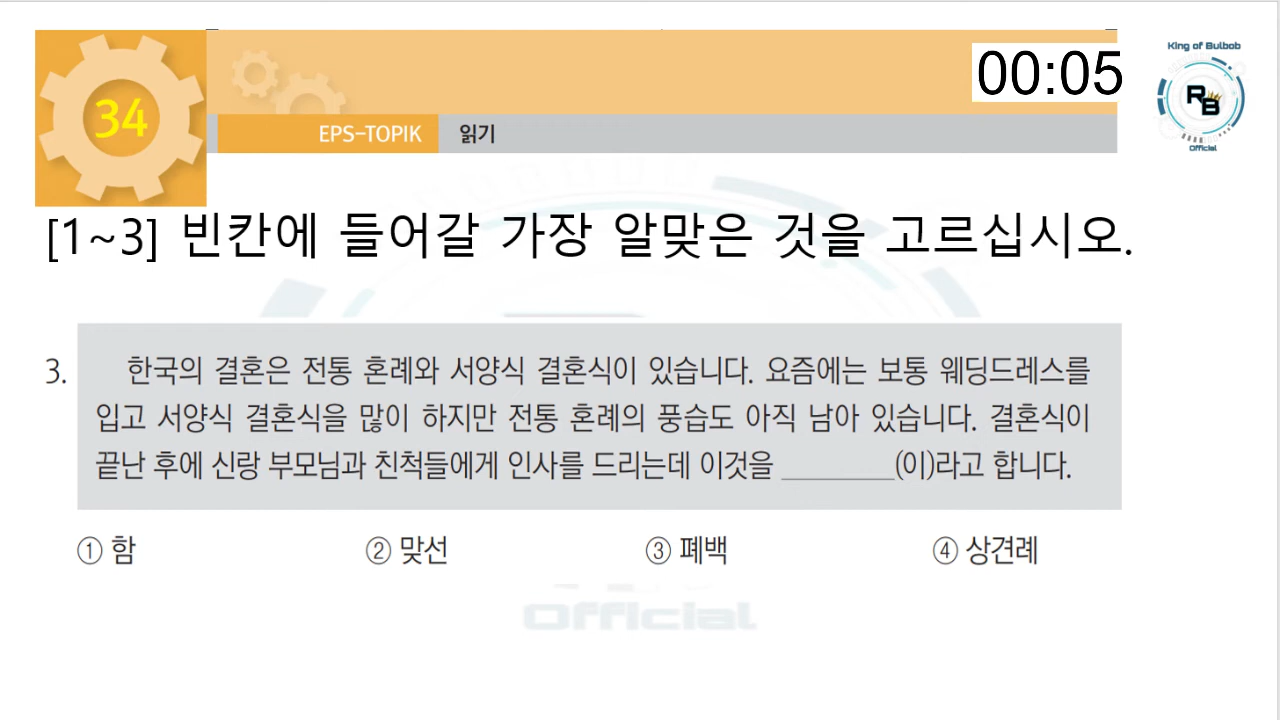 King of Bulbob
00:05
RB
Official
34
EPS-TOPIK 읽기
[1~3] 빈칸에 들어갈 가장 알맞은 것을 고르십시오.
3. 한국의 결혼은 전통 혼례와 서양식 결혼식이 있습니다. 요즘에는 보통 웨딩드레스를
입고 서양식 결혼식을 많이 하지만 전통 혼례의 풍습도 아직 남아 있습니다. 결혼식이
끝난 후에 신랑 부모님과 친척들에게 인사를 드리는데 이것을 ________(이)라고 합니다.
① 함 ② 맞선 ③ 폐백 ④ 상견례
Official